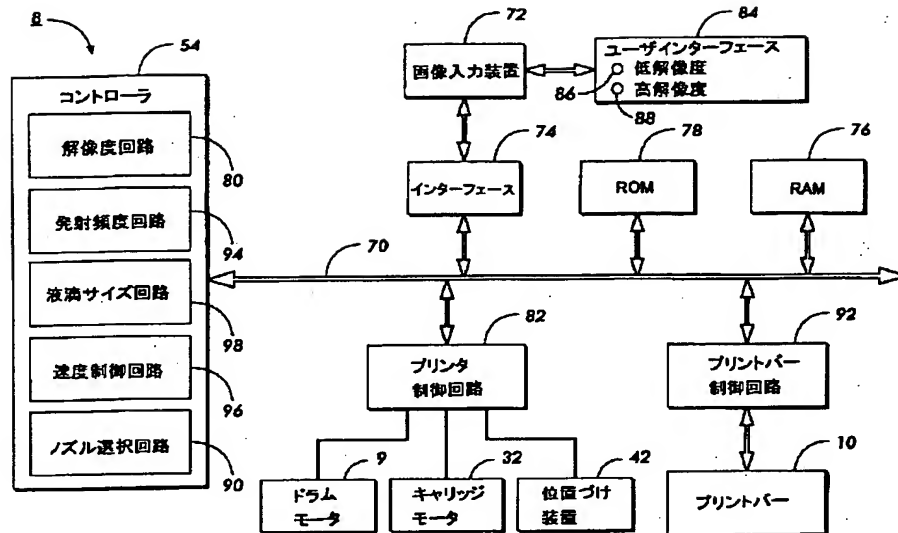 8
54
コントローラ
解像度回路
80
発射頻度回路
94
液滴サイズ回路
98
速度制御回路
96
ノズル選択回路
90
72
画像入力装置
84
ユーザインターフェース
低解像度
86
高解像度
88
74
インターフェース
78
ROM
76
RAM
70
82
プリンタ
制御回路
92
プリントバー
制御回路
9
ドラム
モータ
32
キャリッジ
モータ
42
位置づけ
装置
10
プリントバー